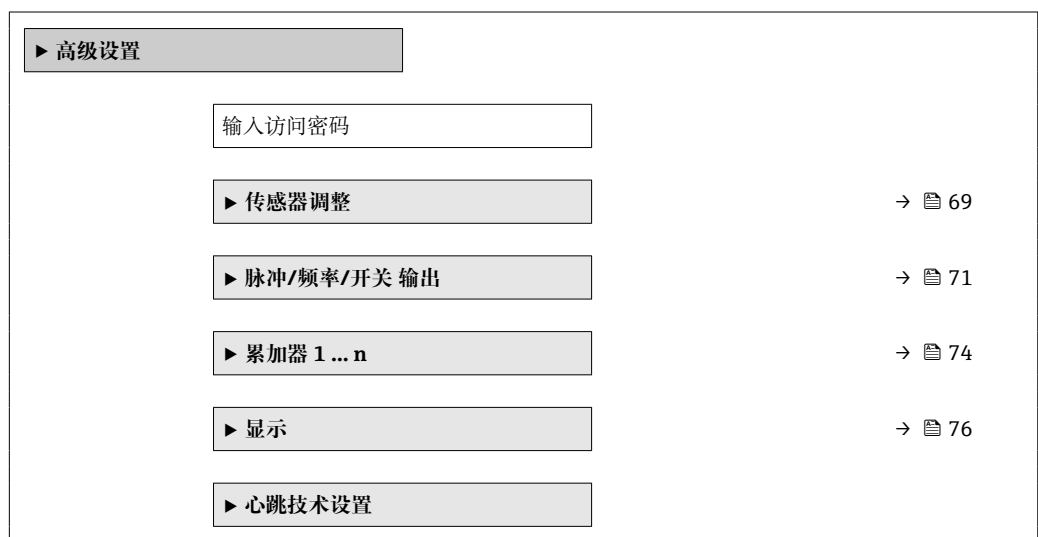 ▶ 高级设置
输入访问密码
▶ 传感器调整 → 🖹 69
▶ 脉冲/频率/开关 输出 → 🖹 71
▶ 累加器 1 … n → 🖹 74
▶ 显示 → 🖹 76
▶ 心跳技术设置